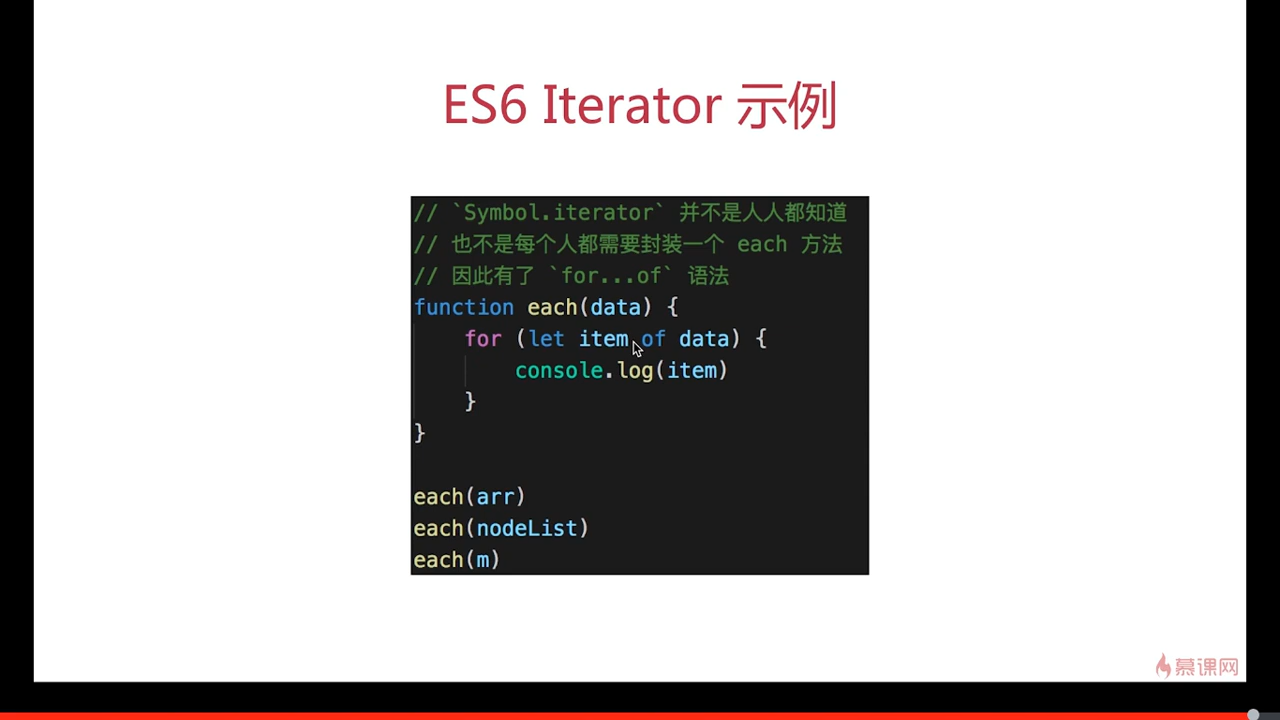 ES6 Iterator 示例
// `Symbol.iterator` 并不是人人都知道
// 也不是每个人都需要封装一个 each 方法
// 因此有了 `for...of` 语法
function each(data) {
    for (let item of data) {
        console.log(item)
    }
}
each(arr)
each(nodeList)
each(m)
慕课网